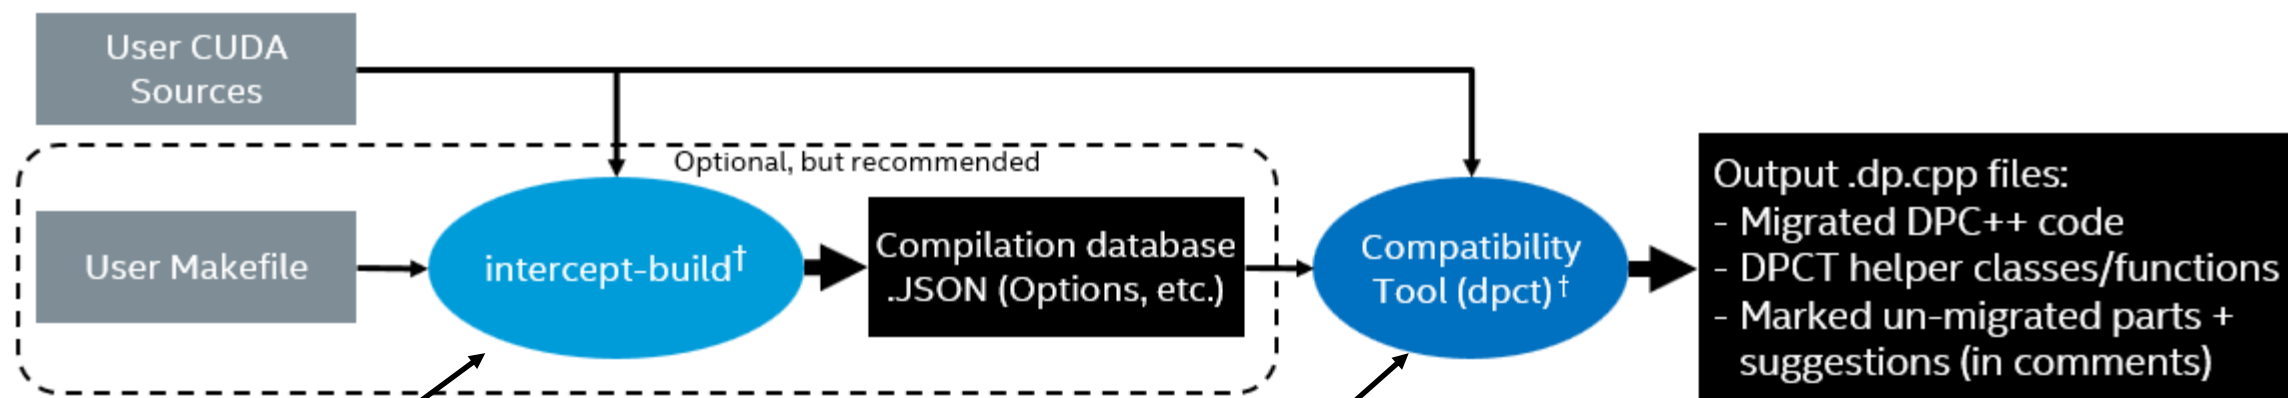 User CUDA
Sources
Optional, but recommended
User Makefile
intercept-build†
Compilation database
.JSON (Options, etc.)
Compatibility
Tool (dpct)†
Output .dp.cpp files:
- Migrated DPC++ code
- DPCT helper classes/functions
- Marked un-migrated parts +
suggestions (in comments)